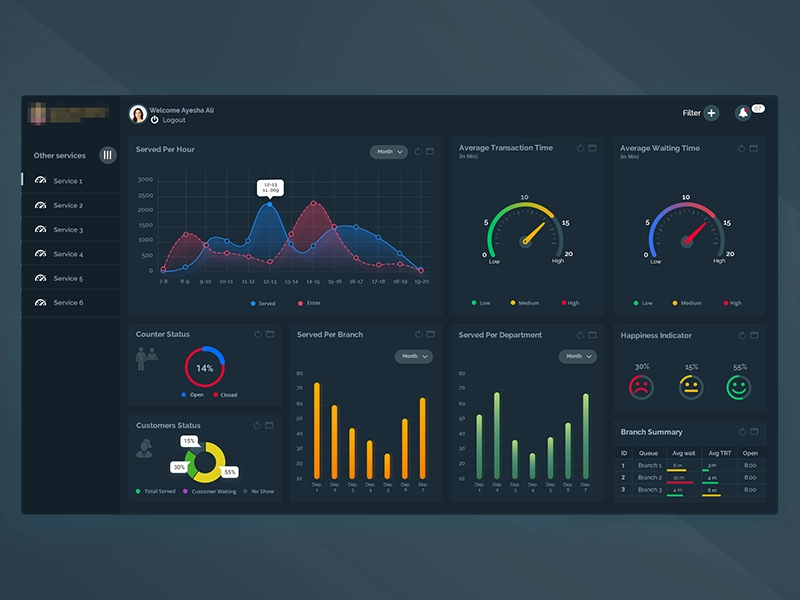 Welcome Ayesha Ali
Logout
Filter
07
Other services
Service 1
Service 2
Service 3
Service 4
Service 5
Service 6
Served Per Hour
Month
3000
2500
2000
1500
1000
500
0
12-13
7-8 8-9 9-10 10-11 11-12 12-13 13-14 14-15 15-16 16-17 17-18 18-19 19-20
Served Enter
Average Transaction Time
(in Min)
0 5 10 15 20
Low High
Low Medium High
Average Waiting Time
(in Min)
0 5 10 15 20
Low High
Low Medium High
Counter Status
14%
Open Closed
Customers Status
15%
30%
55%
Total Served Customer Waiting No Show
Served Per Branch
Month
80
70
60
50
40
30
20
10
Dep. 1 Dep. 2 Dep. 3 Dep. 4 Dep. 5 Dep. 6 Dep. 7
Served Per Department
Month
80
70
60
50
40
30
20
10
Dep. 1 Dep. 2 Dep. 3 Dep. 4 Dep. 5 Dep. 6 Dep. 7
Happiness Indicator
30% 15% 55%
Branch Summary
ID Queue Avg wait Avg TRT Open
1 Branch 1 6 m 3 m 8:00
2 Branch 2 16 m 4 m 8:00
3 Branch 3 4 m 8 m 8:00